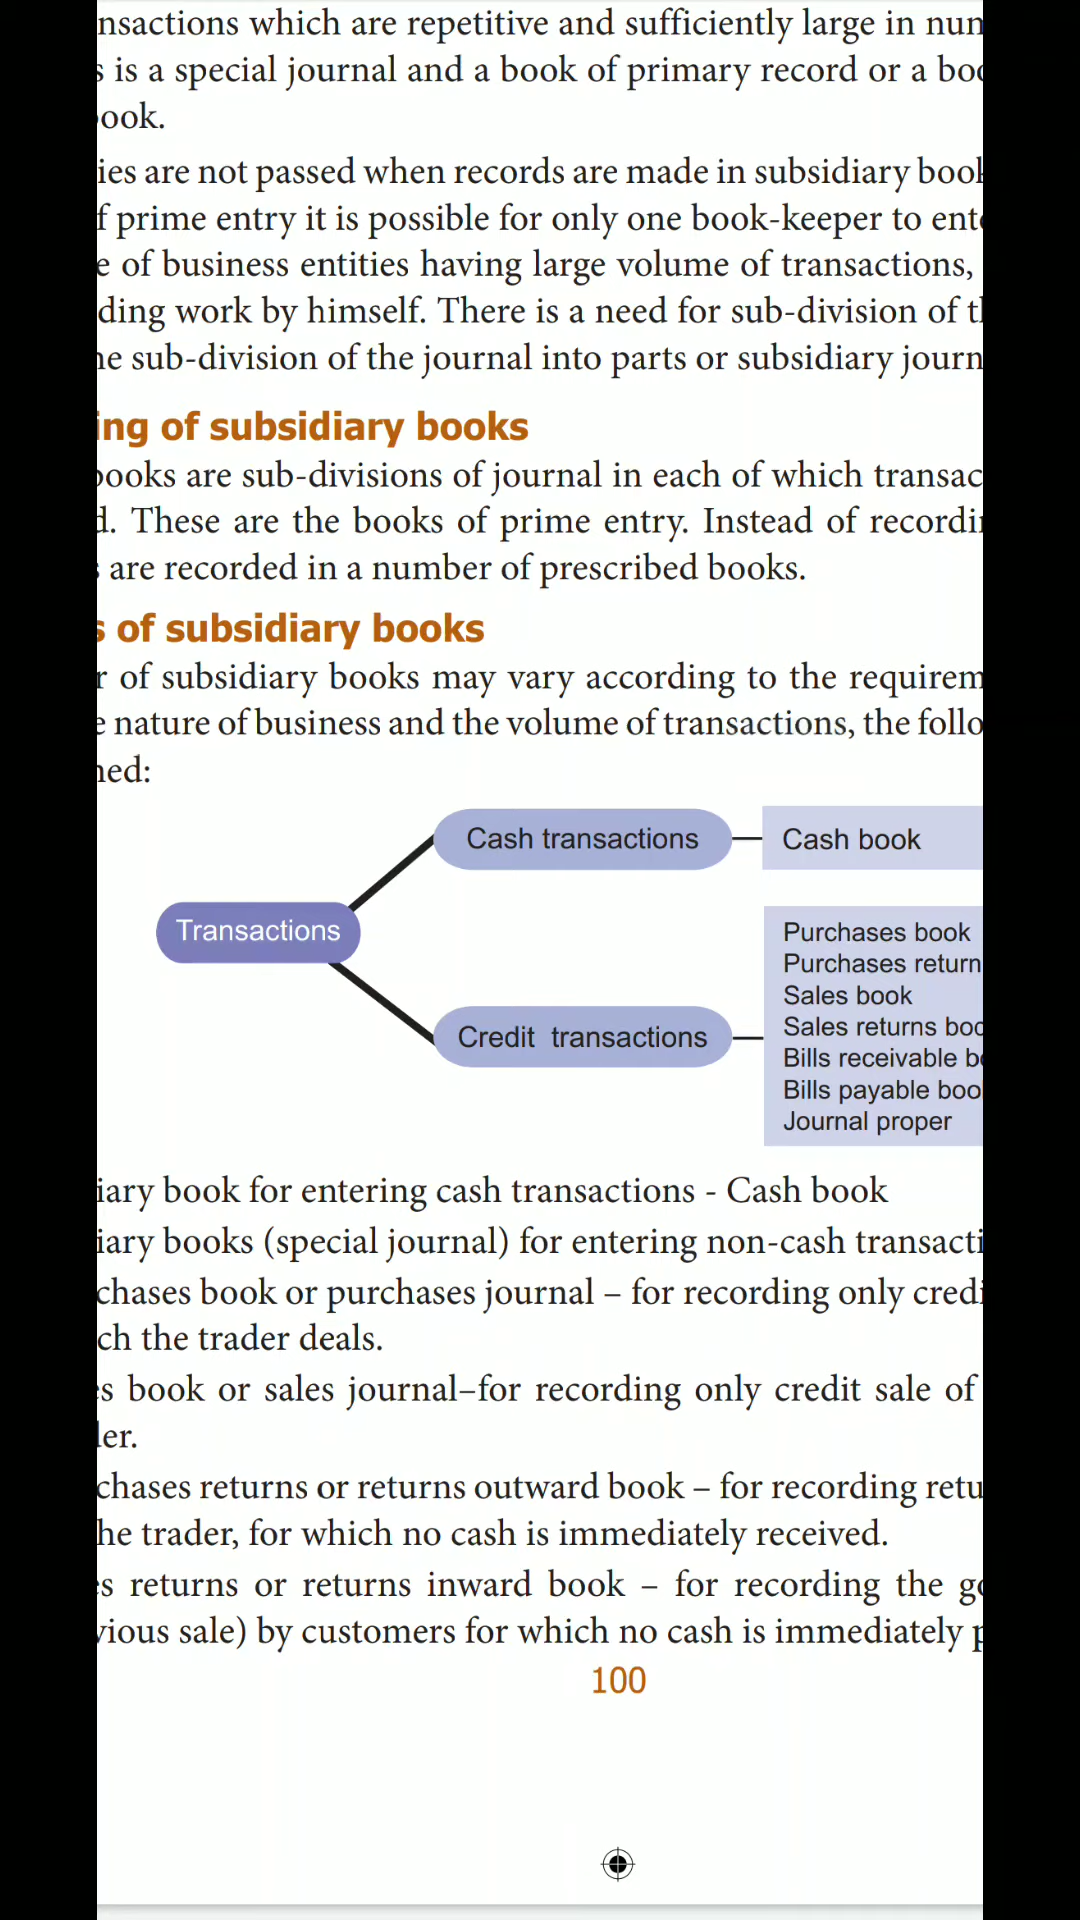 nsactions which are repetitive and sufficiently large in num
s is a special journal and a book of primary record or a boo
ook.
ies are not passed when records are made in subsidiary book
f prime entry it is possible for only one book-keeper to ente
e of business entities having large volume of transactions,
ding work by himself. There is a need for sub-division of th
he sub-division of the journal into parts or subsidiary journ
ing of subsidiary books
books are sub-divisions of journal in each of which transac
d. These are the books of prime entry. Instead of recordin
s are recorded in a number of prescribed books.
s of subsidiary books
r of subsidiary books may vary according to the requirem
e nature of business and the volume of transactions, the follo
ned:
Cash transactions
Cash book
Transactions
Credit transactions
Purchases book
Purchases return
Sales book
Sales returns boo
Bills receivable bo
Bills payable boo
Journal proper
iary book for entering cash transactions - Cash book
iary books (special journal) for entering non-cash transacti
chases book or purchases journal – for recording only credi
ch the trader deals.
es book or sales journal–for recording only credit sale of
ler.
chases returns or returns outward book – for recording retu
he trader, for which no cash is immediately received.
es returns or returns inward book – for recording the go
vious sale) by customers for which no cash is immediately p
100